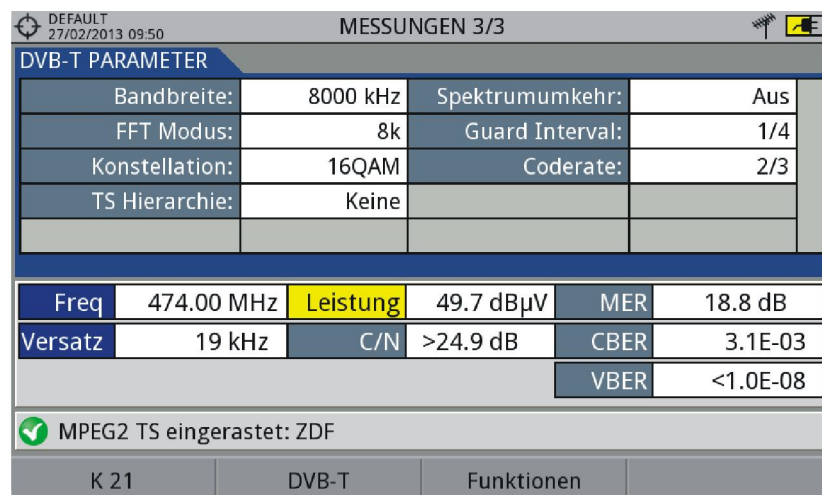 DEFAULT
27/02/2013 09:50
MESSUNGEN 3/3
DVB-T PARAMETER
Bandbreite: 8000 kHz Spektrumumkehr: Aus
FFT Modus: 8k Guard Interval: 1/4
Konstellation: 16QAM Coderate: 2/3
TS Hierarchie: Keine
Freq 474.00 MHz Leistung 49.7 dBµV MER 18.8 dB
Versatz 19 kHz C/N >24.9 dB CBER 3.1E-03
VBER <1.0E-08
MPEG2 TS eingerastet: ZDF
K 21 DVB-T Funktionen